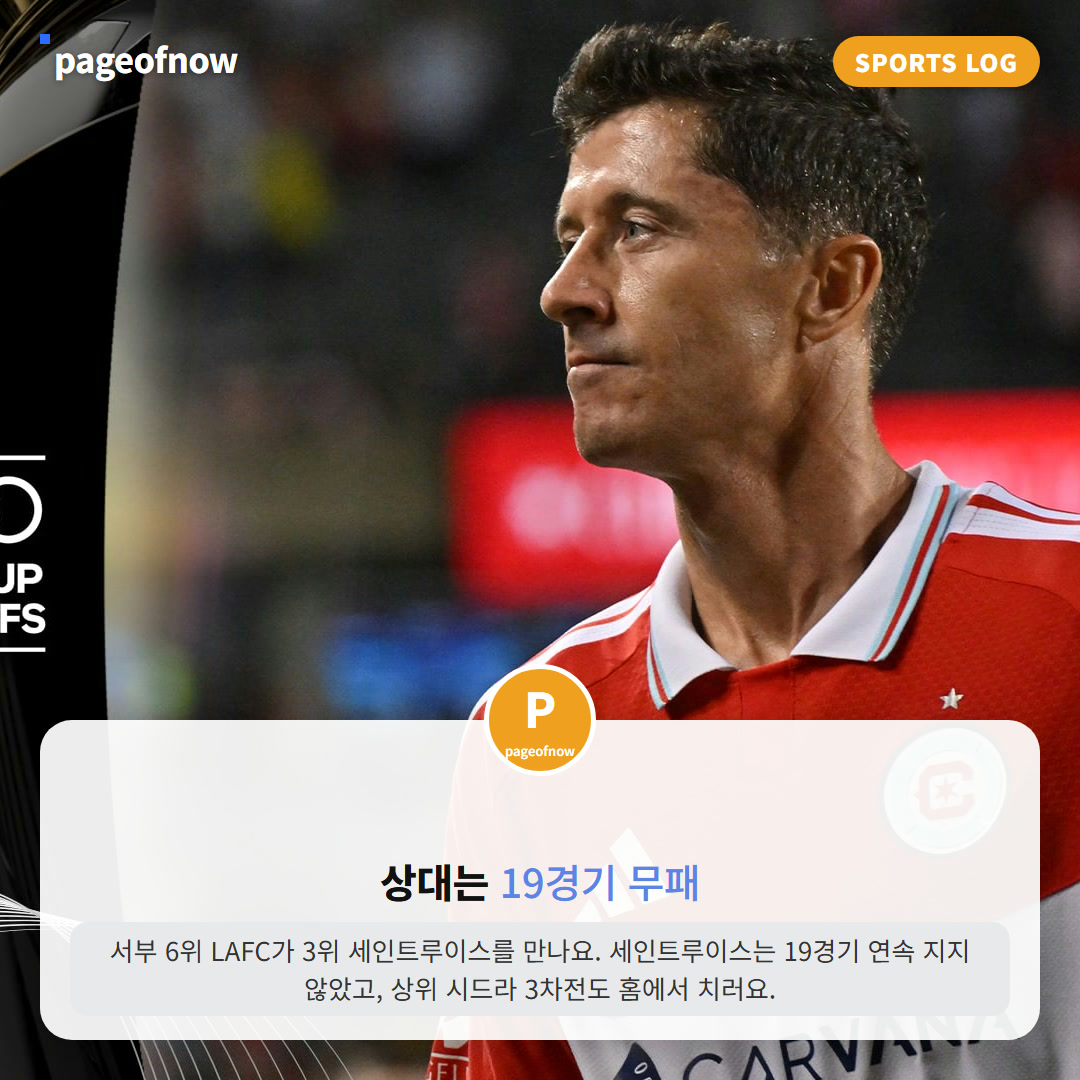 pageofnow
SPORTS LOG
O
UP
FS
P
pageofnow
C
상대는 19경기 무패
서부 6위 LAFC가 3위 세인트루이스를 만나요. 세인트루이스는 19경기 연속 지지
않았고, 상위 시드라 3차전도 홈에서 치러요.
CARVANA